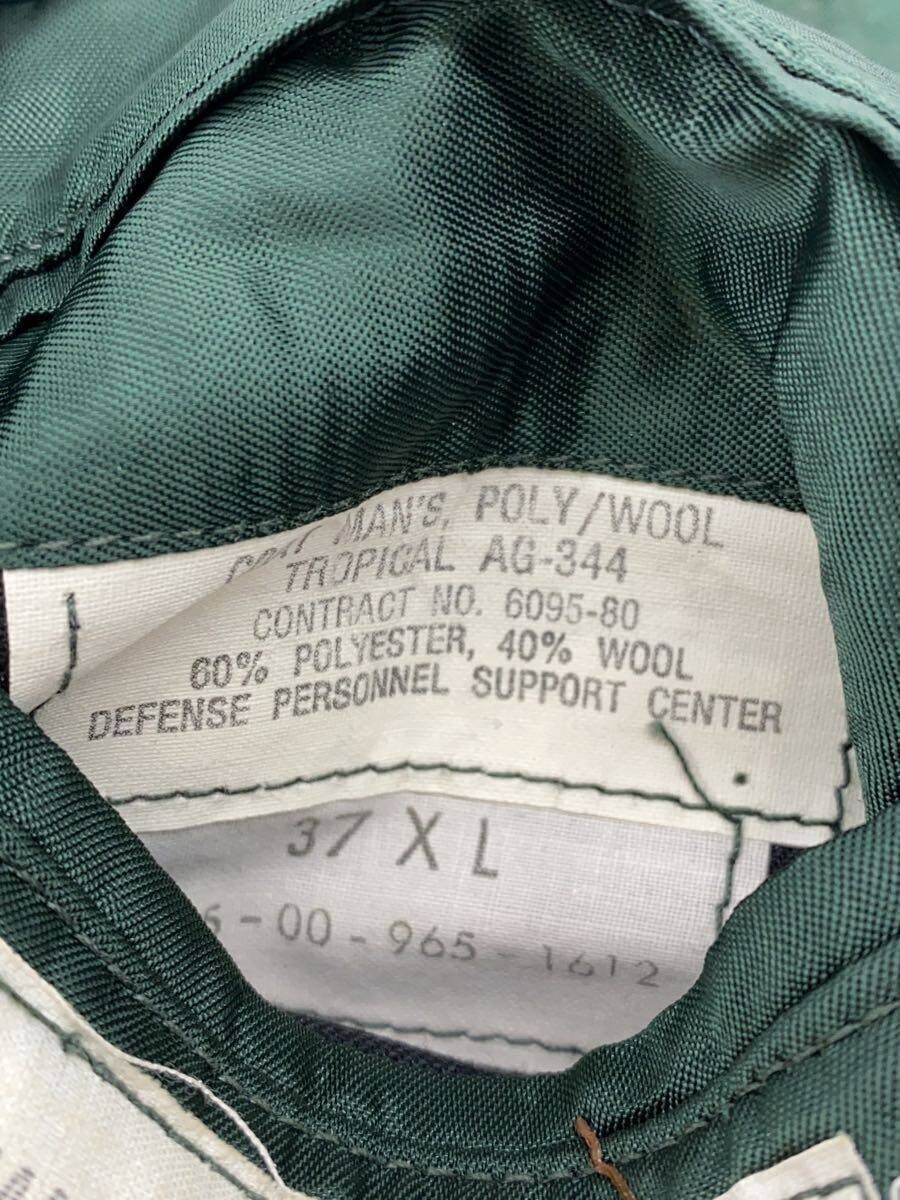 MAN'S, POLY/WOOL
TROPICAL AG-344
CONTRACT NO. 6095-80
60% POLYESTER, 40% WOOL
DEFENSE PERSONNEL SUPPORT CENTER
37 X L
5-00-965-1612